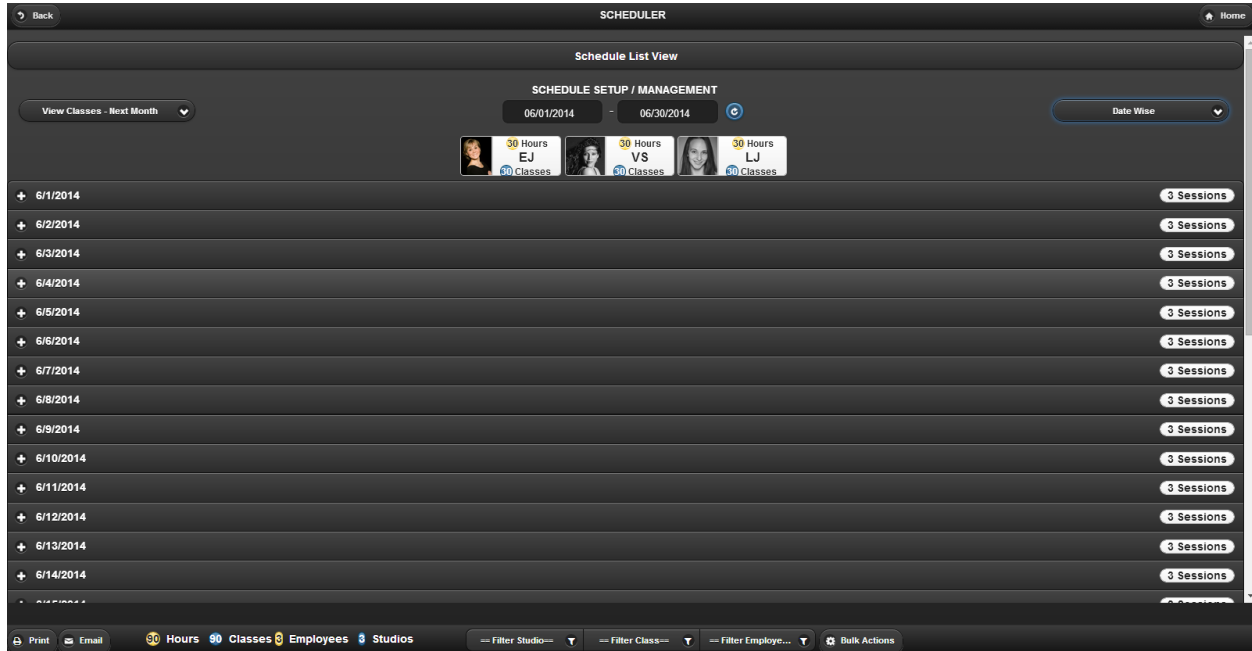 Back SCHEDULER Home
Schedule List View
SCHEDULE SETUP / MANAGEMENT
View Classes - Next Month 06/01/2014 - 06/30/2014 Date Wise
30 Hours 30 Hours 30 Hours
EJ VS LJ
30 Classes 30 Classes 30 Classes
6/1/2014 3 Sessions
6/2/2014 3 Sessions
6/3/2014 3 Sessions
6/4/2014 3 Sessions
6/5/2014 3 Sessions
6/6/2014 3 Sessions
6/7/2014 3 Sessions
6/8/2014 3 Sessions
6/9/2014 3 Sessions
6/10/2014 3 Sessions
6/11/2014 3 Sessions
6/12/2014 3 Sessions
6/13/2014 3 Sessions
6/14/2014 3 Sessions
Print Email 90 Hours 90 Classes 3 Employees 3 Studios == Filter Studio== == Filter Class== == Filter Employe... Bulk Actions